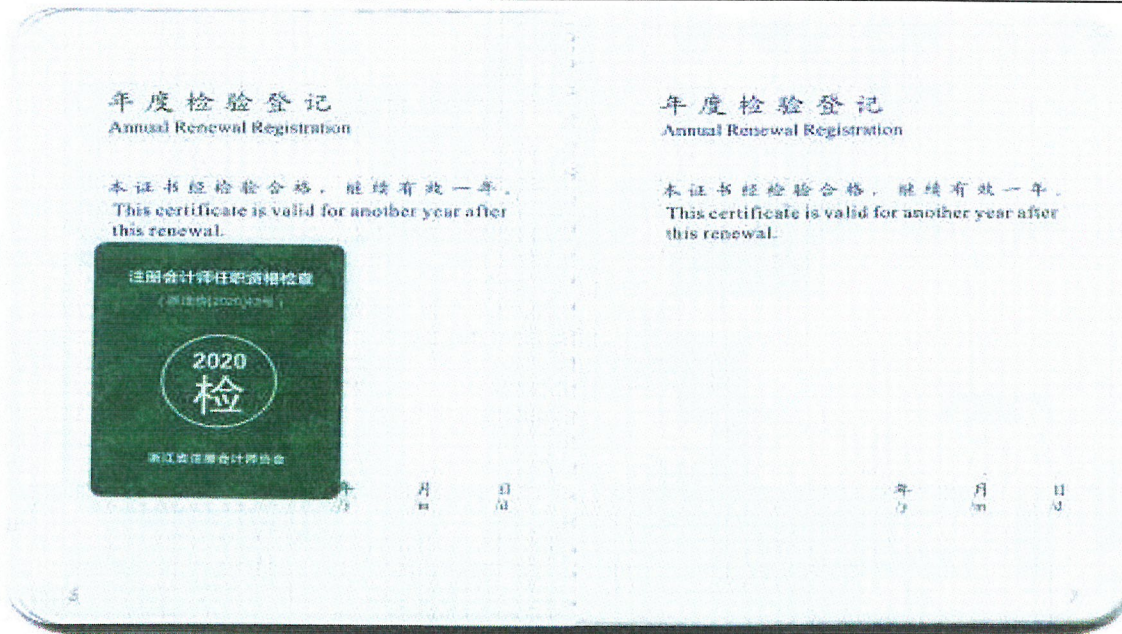 年度检验登记
Annual Renewal Registration
本证书经检验合格，继续有效一年。
This certificate is valid for another year after
this renewal.
注册会计师任职资格检查
2020
检
浙江省注册会计师协会
年 月 日
/y /m /d
年度检验登记
Annual Renewal Registration
本证书经检验合格，继续有效一年。
This certificate is valid for another year after
this renewal.
年 月 日
/y /m /d
7